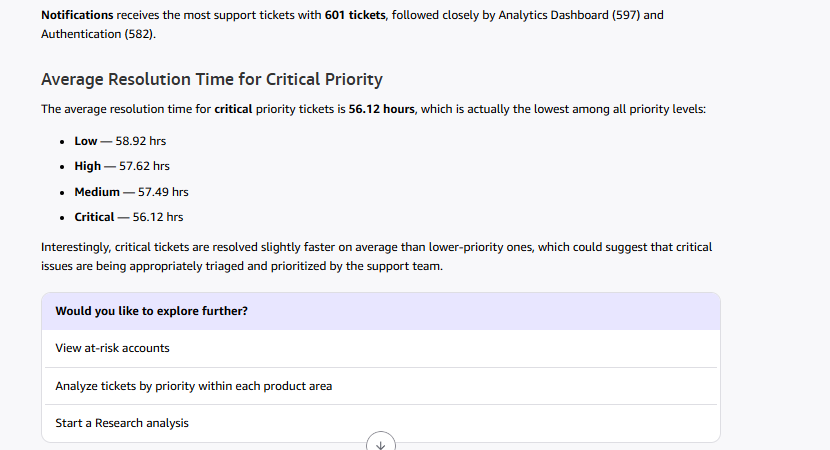 Notifications receives the most support tickets with 601 tickets, followed closely by Analytics Dashboard (597) and
Authentication (582).
Average Resolution Time for Critical Priority
The average resolution time for critical priority tickets is 56.12 hours, which is actually the lowest among all priority levels:
• Low — 58.92 hrs
• High — 57.62 hrs
• Medium — 57.49 hrs
• Critical — 56.12 hrs
Interestingly, critical tickets are resolved slightly faster on average than lower-priority ones, which could suggest that critical
issues are being appropriately triaged and prioritized by the support team.
Would you like to explore further?
View at-risk accounts
Analyze tickets by priority within each product area
Start a Research analysis